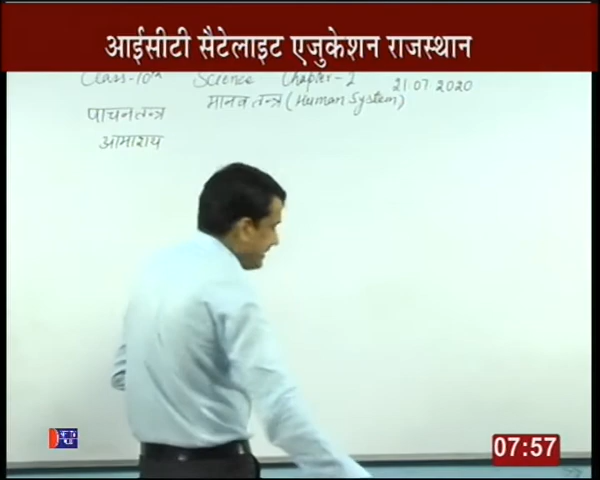 आईसीटी सैटेलाइट एजुकेशन राजस्थान
Class-10th Science Chapter-2 21.07.2020
मानव तन्त्र (Human System)
पाचनतन्त्र
आमाशय
07:57